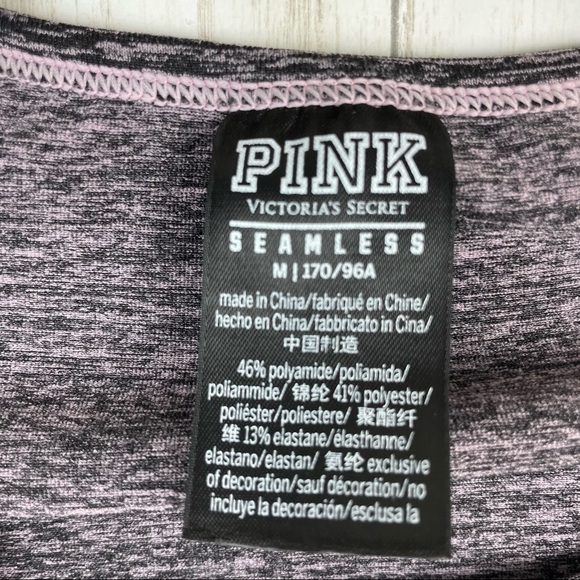 PINK
VICTORIA'S SECRET
SEAMLESS
M | 170/96A
made in China/fabriqué en Chine/
hecho en China/fabbricato in Cina/
中国制造
46% polyamide/poliamida/
poliammide/ 锦纶 41% polyester/
poliéster/poliestere/ 聚酯纤
维 13% elastane/élasthanne/
elastano/elastan/ 氨纶 exclusive
of decoration/sauf décoration/no
incluye la decoración/esclusa la